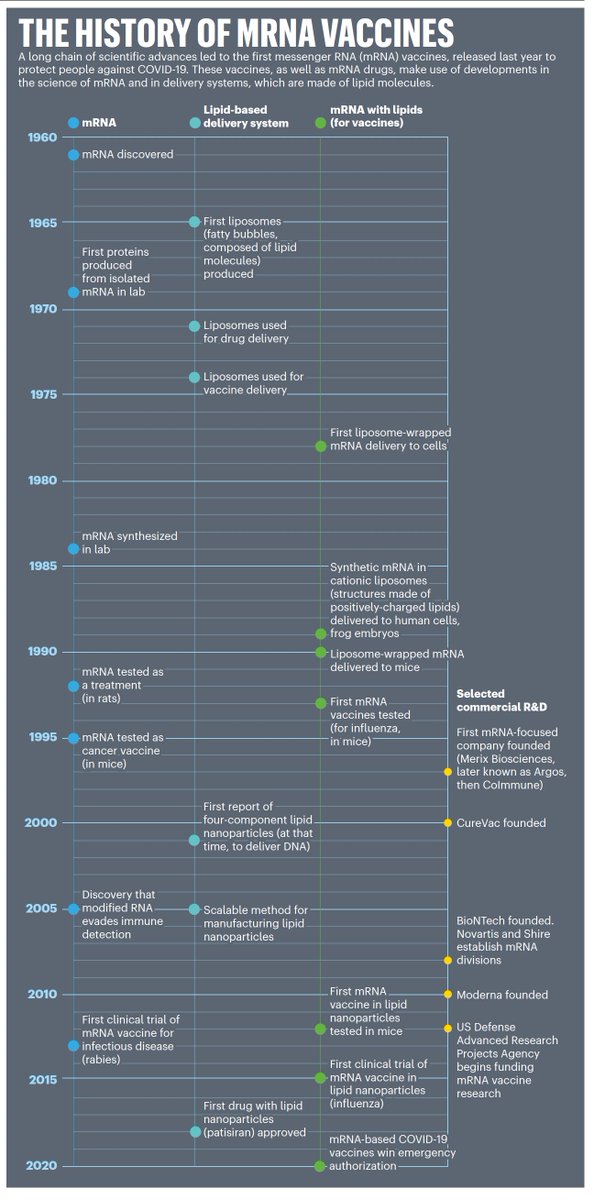 THE HISTORY OF MRNA VACCINES
A long chain of scientific advances led to the first messenger RNA (mRNA) vaccines, released last year to
protect people against COVID-19. These vaccines, as well as mRNA drugs, make use of developments in
the science of mRNA and in delivery systems, which are made of lipid molecules.
mRNA
Lipid-based
delivery system
mRNA with lipids
(for vaccines)
1960
mRNA discovered
1965
First liposomes
(fatty bubbles,
composed of lipid
molecules)
produced
First proteins
produced
from isolated
mRNA in lab
1970
Liposomes used
for drug delivery
Liposomes used for
vaccine delivery
1975
First liposome-wrapped
mRNA delivery to cells
1980
mRNA synthesized
in lab
1985
Synthetic mRNA in
cationic liposomes
(structures made of
positively-charged lipids)
delivered to human cells,
frog embryos
1990
Liposome-wrapped mRNA
delivered to mice
mRNA tested as
a treatment
(in rats)
First mRNA
vaccines tested
(for influenza,
in mice)
Selected
commercial R&D
1995
mRNA tested as
cancer vaccine
(in mice)
First mRNA-focused
company founded
(Merix Biosciences,
later known as Argos,
then CoImmune)
2000
First report of
four-component lipid
nanoparticles (at that
time, to deliver DNA)
CureVac founded
2005
Discovery that
modified RNA
evades immune
detection
Scalable method for
manufacturing lipid
nanoparticles
BioNTech founded.
Novartis and Shire
establish mRNA
divisions
2010
First mRNA
vaccine in lipid
nanoparticles
tested in mice
Moderna founded
First clinical trial of
mRNA vaccine for
infectious disease
(rabies)
US Defense
Advanced Research
Projects Agency
begins funding
mRNA vaccine
research
2015
First clinical trial of
mRNA vaccine in
lipid nanoparticles
(influenza)
First drug with lipid
nanoparticles
(patisiran) approved
mRNA-based COVID-19
vaccines win emergency
authorization
2020